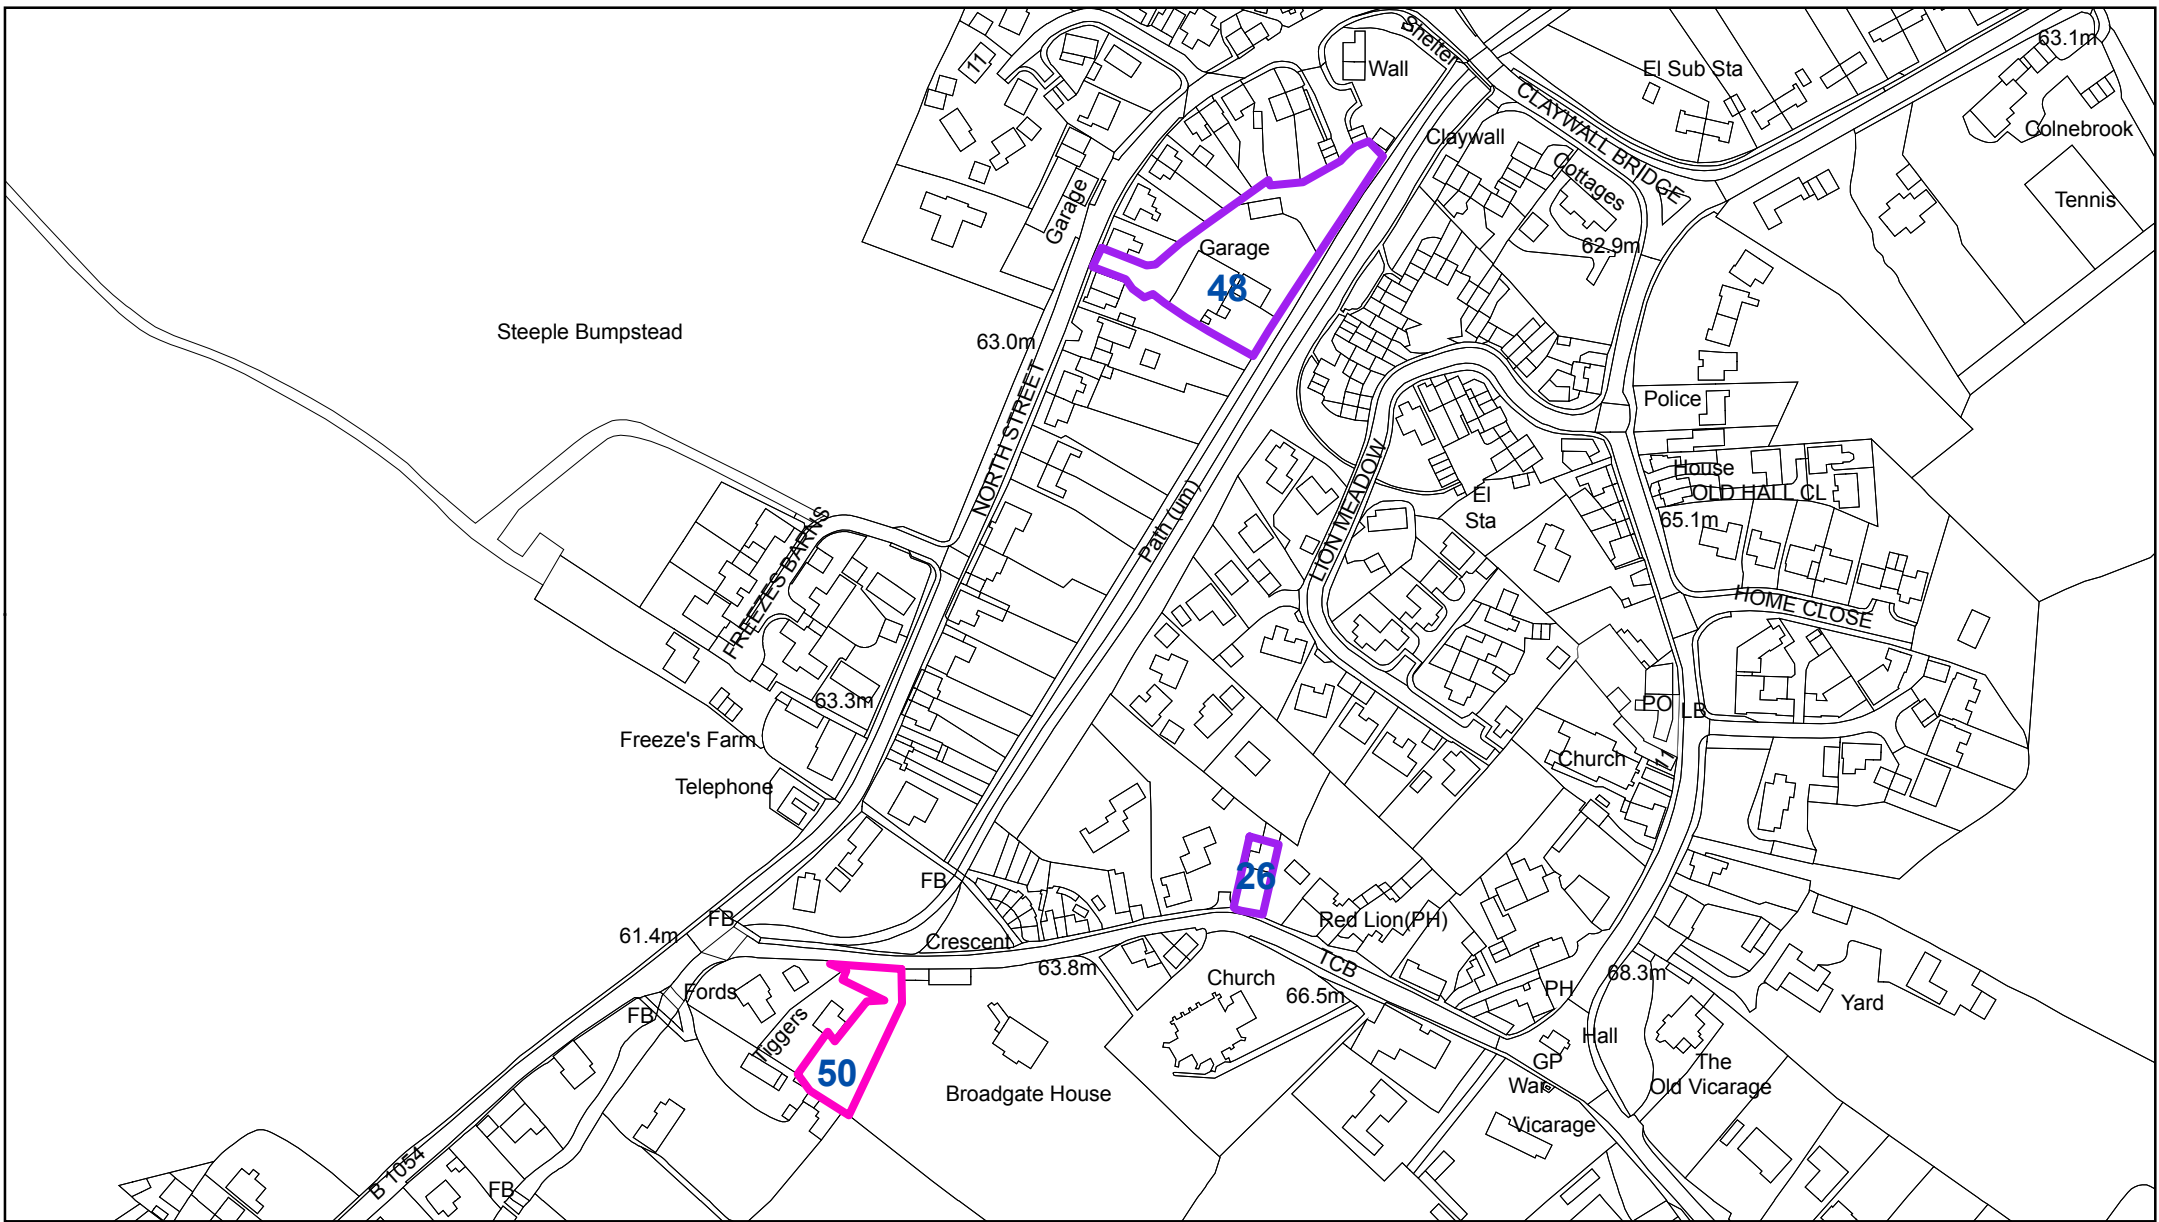 Shelter
63.1m
11
Wall
El Sub Sta
CLAYWALL BRIDGE
Claywall
Cottages
Colnebrook
Tennis
Garage
Garage
62.9m
48
Steeple Bumpstead
63.0m
NORTH STREET
Police
House
OLD HALL CL
LION MEADOW
El
Sta
65.1m
Path (um)
FREEZES BARNS
HOME CLOSE
63.3m
PO
LB
Freeze's Farm
Church
11
Telephone
26
FB
FB
Red Lion(PH)
61.4m
Crescent
63.8m
TCB
Church
66.5m
68.3m
PH
Yard
Fords
FB
Tiggers
Hall
50
GP
The
Old Vicarage
War
Broadgate House
Vicarage
B 1054
FB